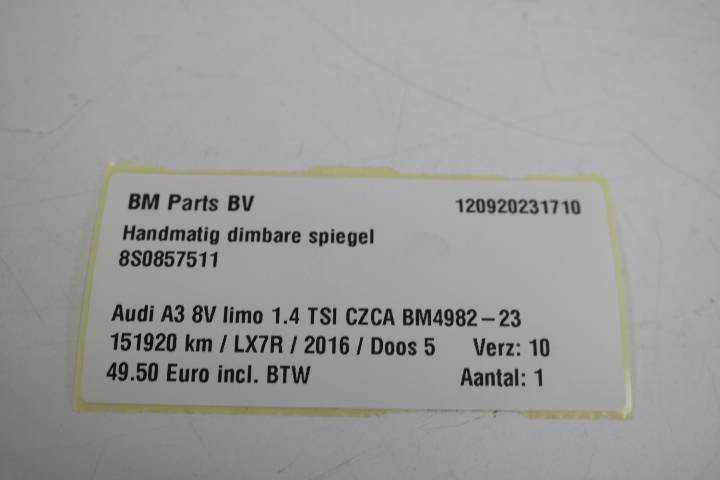 BM Parts BV 120920231710
Handmatig dimbare spiegel
8S0857511
Audi A3 8V limo 1.4 TSI CZCA BM4982-23
151920 km / LX7R / 2016 / Doos 5 Verz: 10
49.50 Euro incl. BTW Aantal: 1